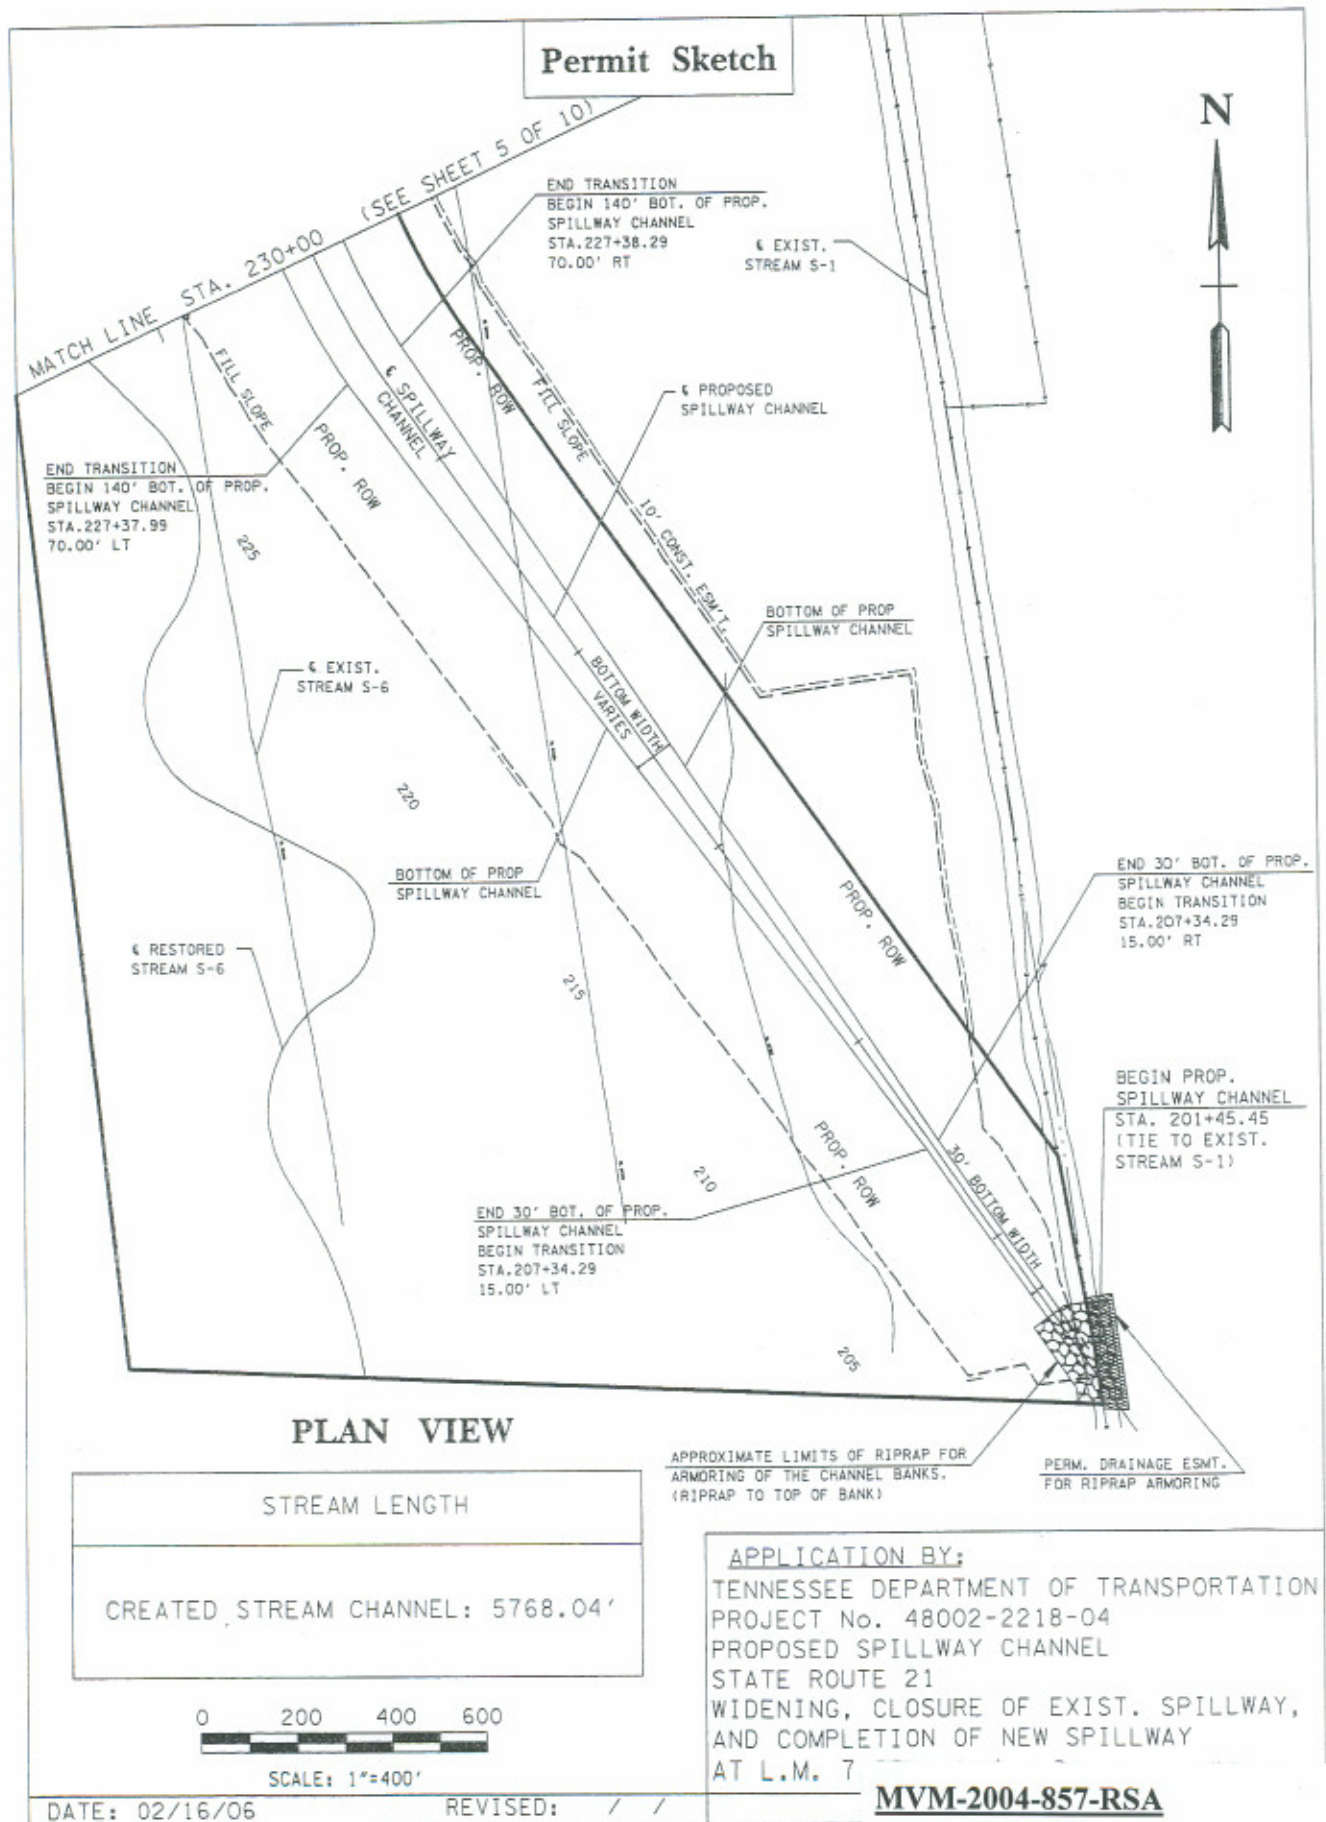 Permit Sketch
N
MATCH LINE STA. 230+00 (SEE SHEET 5 OF 10)
END TRANSITION
BEGIN 140' BOT. OF PROP.
SPILLWAY CHANNEL
STA.227+38.29
70.00' RT
℄ EXIST.
STREAM S-1
FILL SLOPE
PROP. ROW
℄ SPILLWAY
CHANNEL
PROP. ROW
FILL SLOPE
℄ PROPOSED
SPILLWAY CHANNEL
END TRANSITION
BEGIN 140' BOT. OF PROP.
SPILLWAY CHANNEL
STA.227+37.99
70.00' LT
225
10' CONST. ESM'T.
BOTTOM OF PROP
SPILLWAY CHANNEL
℄ EXIST.
STREAM S-6
BOTTOM WIDTH
VARIES
220
BOTTOM OF PROP
SPILLWAY CHANNEL
PROP. ROW
END 30' BOT. OF PROP.
SPILLWAY CHANNEL
BEGIN TRANSITION
STA.207+34.29
15.00' RT
℄ RESTORED
STREAM S-6
215
BEGIN PROP.
SPILLWAY CHANNEL
STA. 201+45.45
(TIE TO EXIST.
STREAM S-1)
PROP. ROW
210
30' BOTTOM WIDTH
END 30' BOT. OF PROP.
SPILLWAY CHANNEL
BEGIN TRANSITION
STA.207+34.29
15.00' LT
205
PLAN VIEW
APPROXIMATE LIMITS OF RIPRAP FOR
ARMORING OF THE CHANNEL BANKS.
(RIPRAP TO TOP OF BANK)
PERM. DRAINAGE ESMT.
FOR RIPRAP ARMORING
STREAM LENGTH
CREATED STREAM CHANNEL: 5768.04'
0 200 400 600
SCALE: 1"=400'
DATE: 02/16/06 REVISED: / /
APPLICATION BY:
TENNESSEE DEPARTMENT OF TRANSPORTATION
PROJECT No. 48002-2218-04
PROPOSED SPILLWAY CHANNEL
STATE ROUTE 21
WIDENING, CLOSURE OF EXIST. SPILLWAY,
AND COMPLETION OF NEW SPILLWAY
AT L.M. 7
MVM-2004-857-RSA